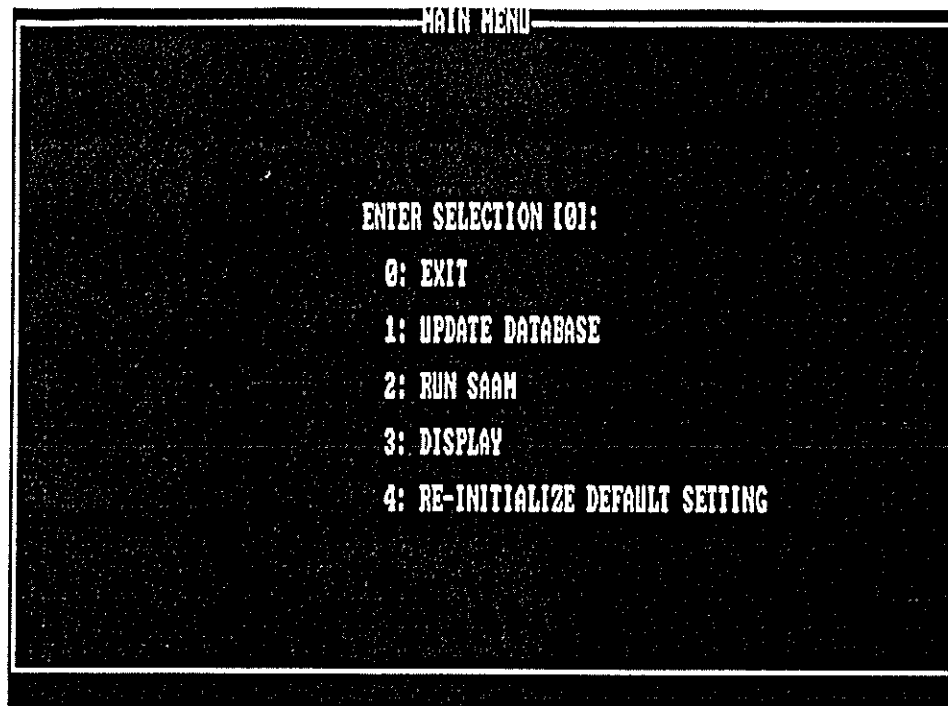 MAIN MENU
ENTER SELECTION [0]:
0: EXIT
1: UPDATE DATABASE
2: RUN SAAM
3: DISPLAY
4: RE-INITIALIZE DEFAULT SETTING